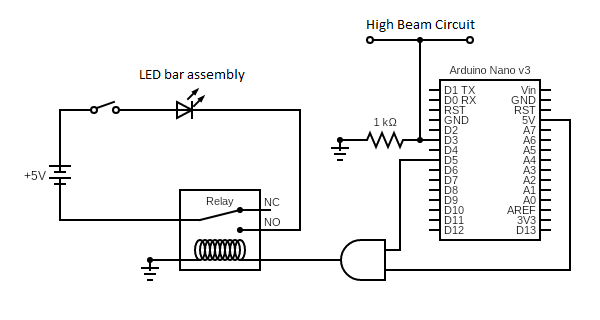 High Beam Circuit
LED bar assembly
Arduino Nano v3
D1 TX Vin
D0 RX GND
RST RST
GND 5V
D2 A7
D3 A6
D4 A5
D5 A4
D6 A3
D7 A2
D8 A1
D9 A0
D10 AREF
D11 3V3
D12 D13
1 kΩ
+5V
Relay
NC
NO